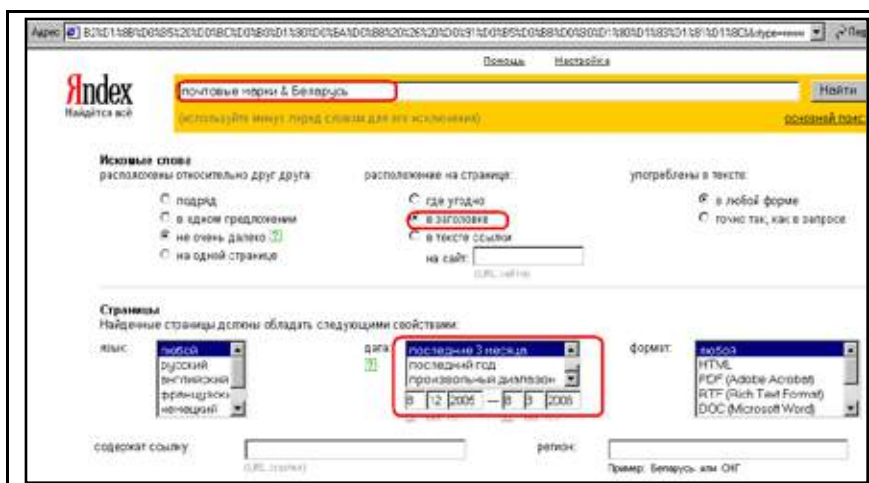 Адрес
Помощь Настройка
Яndex
Найдётся всё
почтовые марки & Беларусь
Найти
(используйте минус перед словом для его исключения)
основной поиск
Искомые слова
расположены относительно друг друга: расположение на странице: употреблены в тексте:
подряд где угодно в любой форме
в одном предложении в заголовке точно так, как в запросе
не очень далеко [?] в тексте ссылки
на одной странице на сайт:
(URL сайта)
Страницы
Найденные страницы должны обладать следующими свойствами:
язык: любой дата: последние 3 месяца формат: любой
русский [?] последний год HTML
английский произвольный диапазон PDF (Adobe Acrobat)
французский 8 12 2005 — 8 3 2006 RTF (Rich Text Format)
немецкий DOC (Microsoft Word)
содержат ссылку: регион:
(URL ссылки) Пример: Беларусь или СНГ